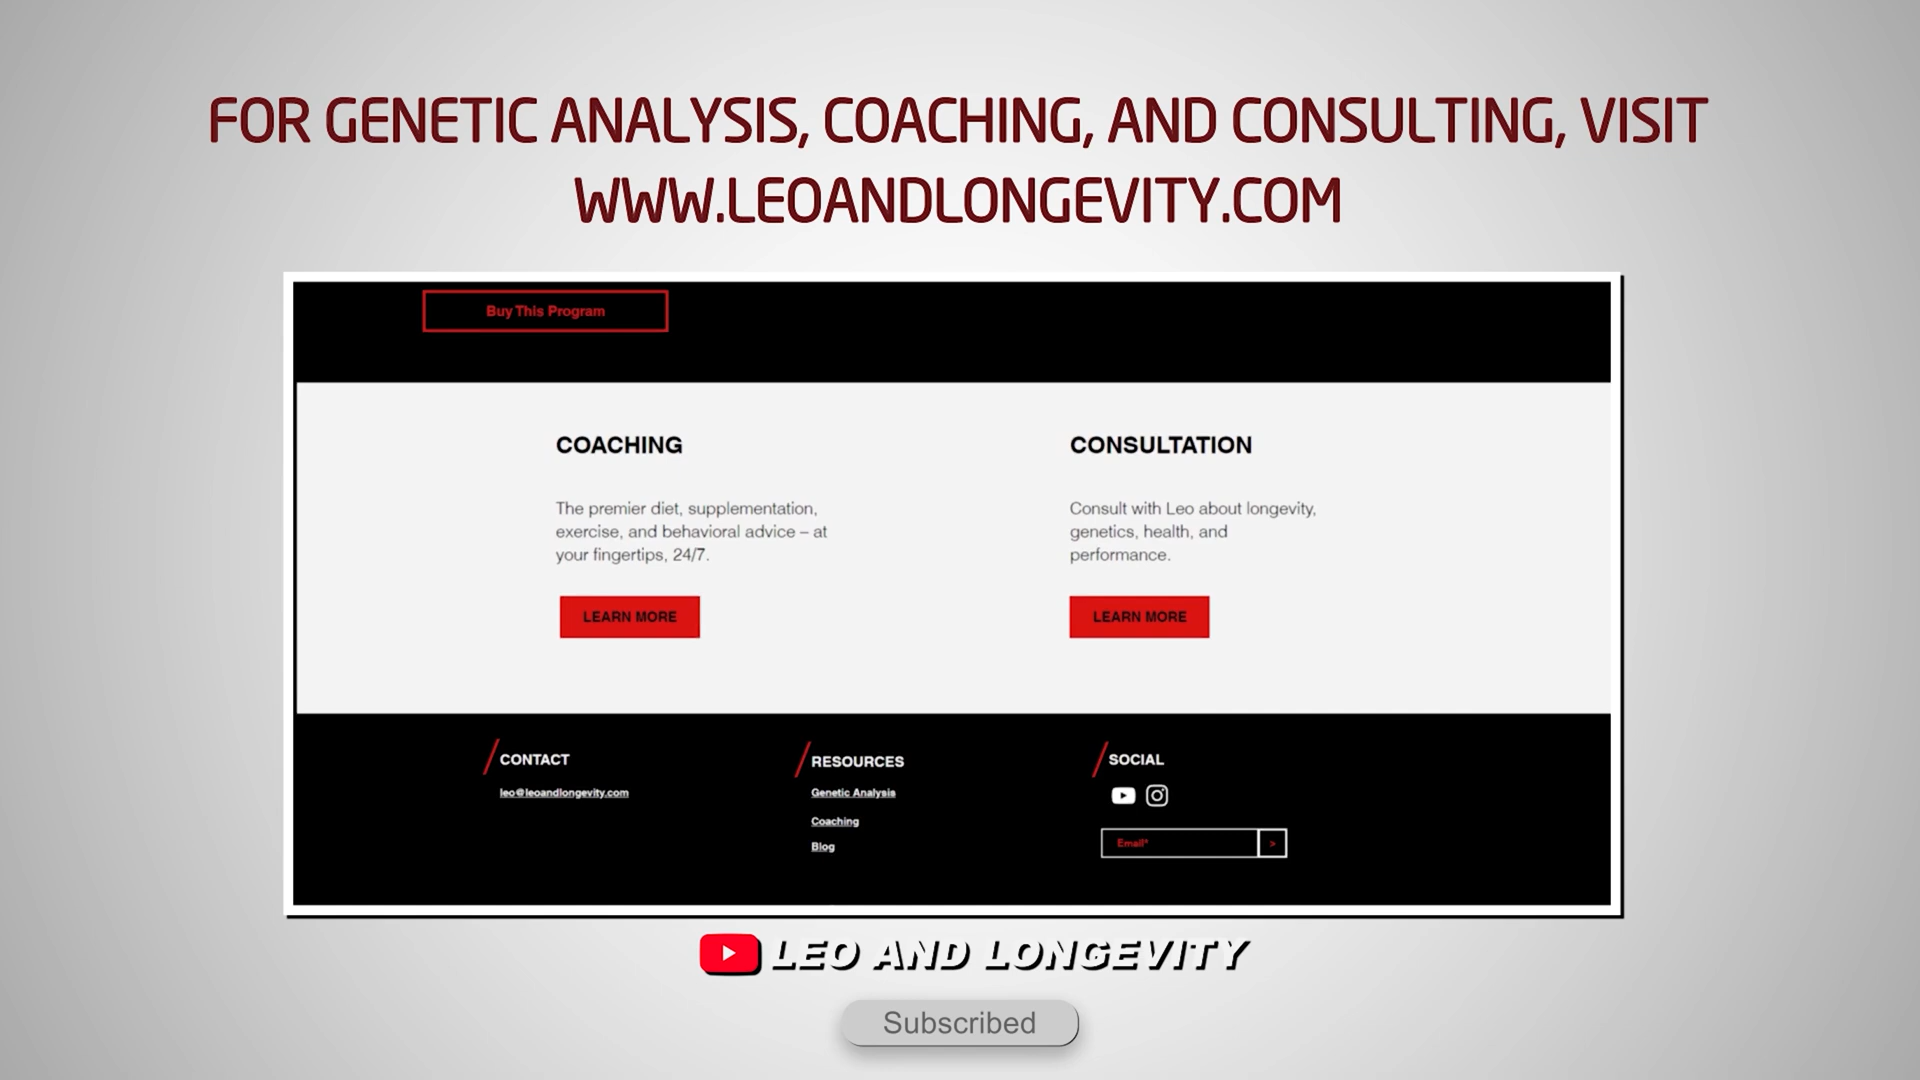 FOR GENETIC ANALYSIS, COACHING, AND CONSULTING, VISIT
WWW.LEOANDLONGEVITY.COM
Buy This Program
COACHING
The premier diet, supplementation,
exercise, and behavioral advice – at
your fingertips, 24/7.
LEARN MORE
CONSULTATION
Consult with Leo about longevity,
genetics, health, and
performance.
LEARN MORE
CONTACT
leo@leoandlongevity.com
RESOURCES
Genetic Analysis
Coaching
Blog
SOCIAL
Email*
>
LEO AND LONGEVITY
Subscribed